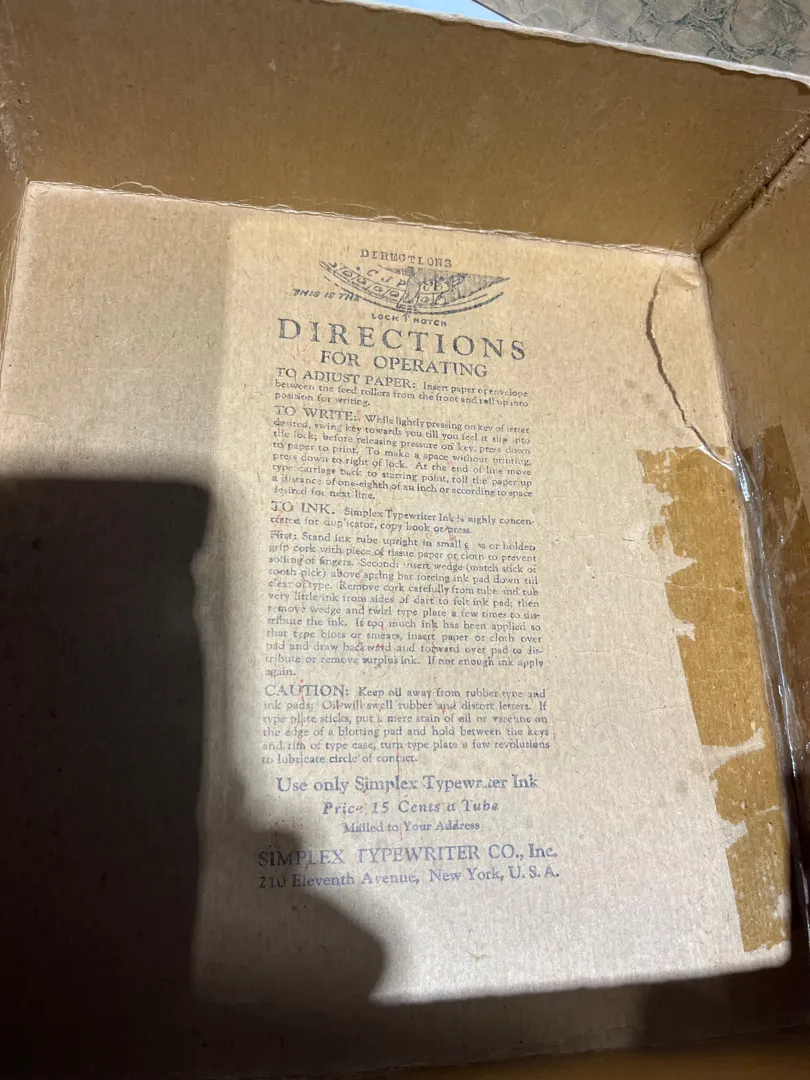 DIRECTIONS
C J P
THIS IS THE
LOCK NOTCH
DIRECTIONS
FOR OPERATING
TO ADJUST PAPER: Insert paper or envelope
between the feed rollers from the front and roll up into
position for writing.
TO WRITE: While lightly pressing on key of letter
desired, swing key towards you till you feel it slip into
the lock; before releasing pressure on key, press down
to paper to print. To make a space without printing,
press down to right of lock. At the end of line move
type carriage back to starting point, roll the paper up
a distance of one-eighth of an inch or according to space
desired for next line.
TO INK. Simplex Typewriter Ink is highly concen-
for duplicator, copy book or press.
First: Stand ink tube upright in small or holder,
grip cork with piece of tissue paper or cloth to prevent
soiling of fingers. Second: insert wedge (match stick or
tooth pick) above spring bar forcing ink pad down till
clear of type. Remove cork carefully from tube and rub
very little ink from sides of dart to felt ink pad; then
remove wedge and twirl type plate a few times to dis-
tribute the ink. If too much ink has been applied so
that type blots or smears, insert paper or cloth over
pad and draw backward and forward over pad to dis-
tribute or remove surplus ink. If not enough ink apply
again.
CAUTION: Keep oil away from rubber type and
ink pads; Oil will swell rubber and distort letters. If
type plate sticks, put a mere stain of oil or vaseline on
the edge of a blotting pad and hold between the keys
and rim of type case, turn type plate a few revolutions
to lubricate circle of contact.
Use only Simplex Typewriter Ink
Price 15 Cents a Tube
Mailed to Your Address
SIMPLEX TYPEWRITER CO., Inc.
210 Eleventh Avenue, New York, U. S. A.